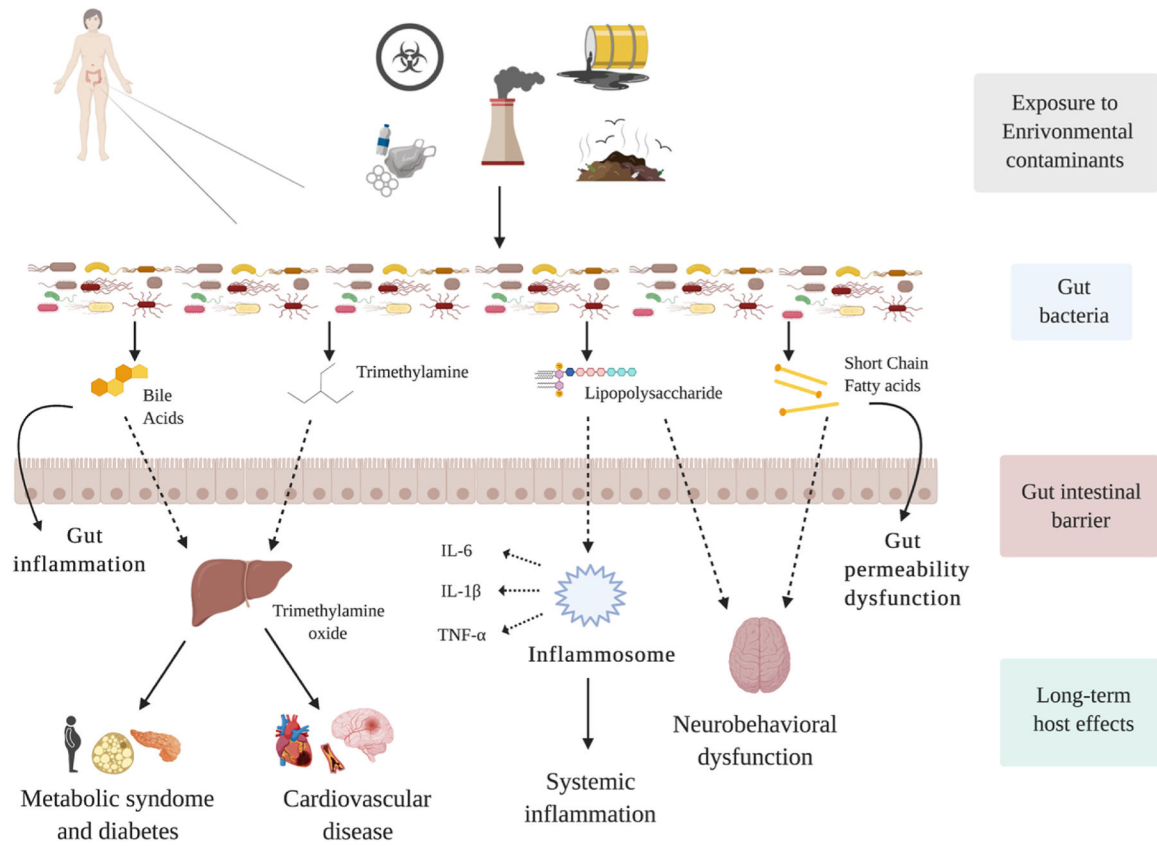 Exposure to
Enrivonmental
contaminants
Gut
bacteria
Bile
Acids
Trimethylamine
Lipopolysaccharide
Short Chain
Fatty acids
Gut intestinal
barrier
Gut
inflammation
Trimethylamine
oxide
IL-6
IL-1β
TNF-α
Inflammosome
Gut
permeability
dysfunction
Long-term
host effects
Metabolic syndome
and diabetes
Cardiovascular
disease
Systemic
inflammation
Neurobehavioral
dysfunction